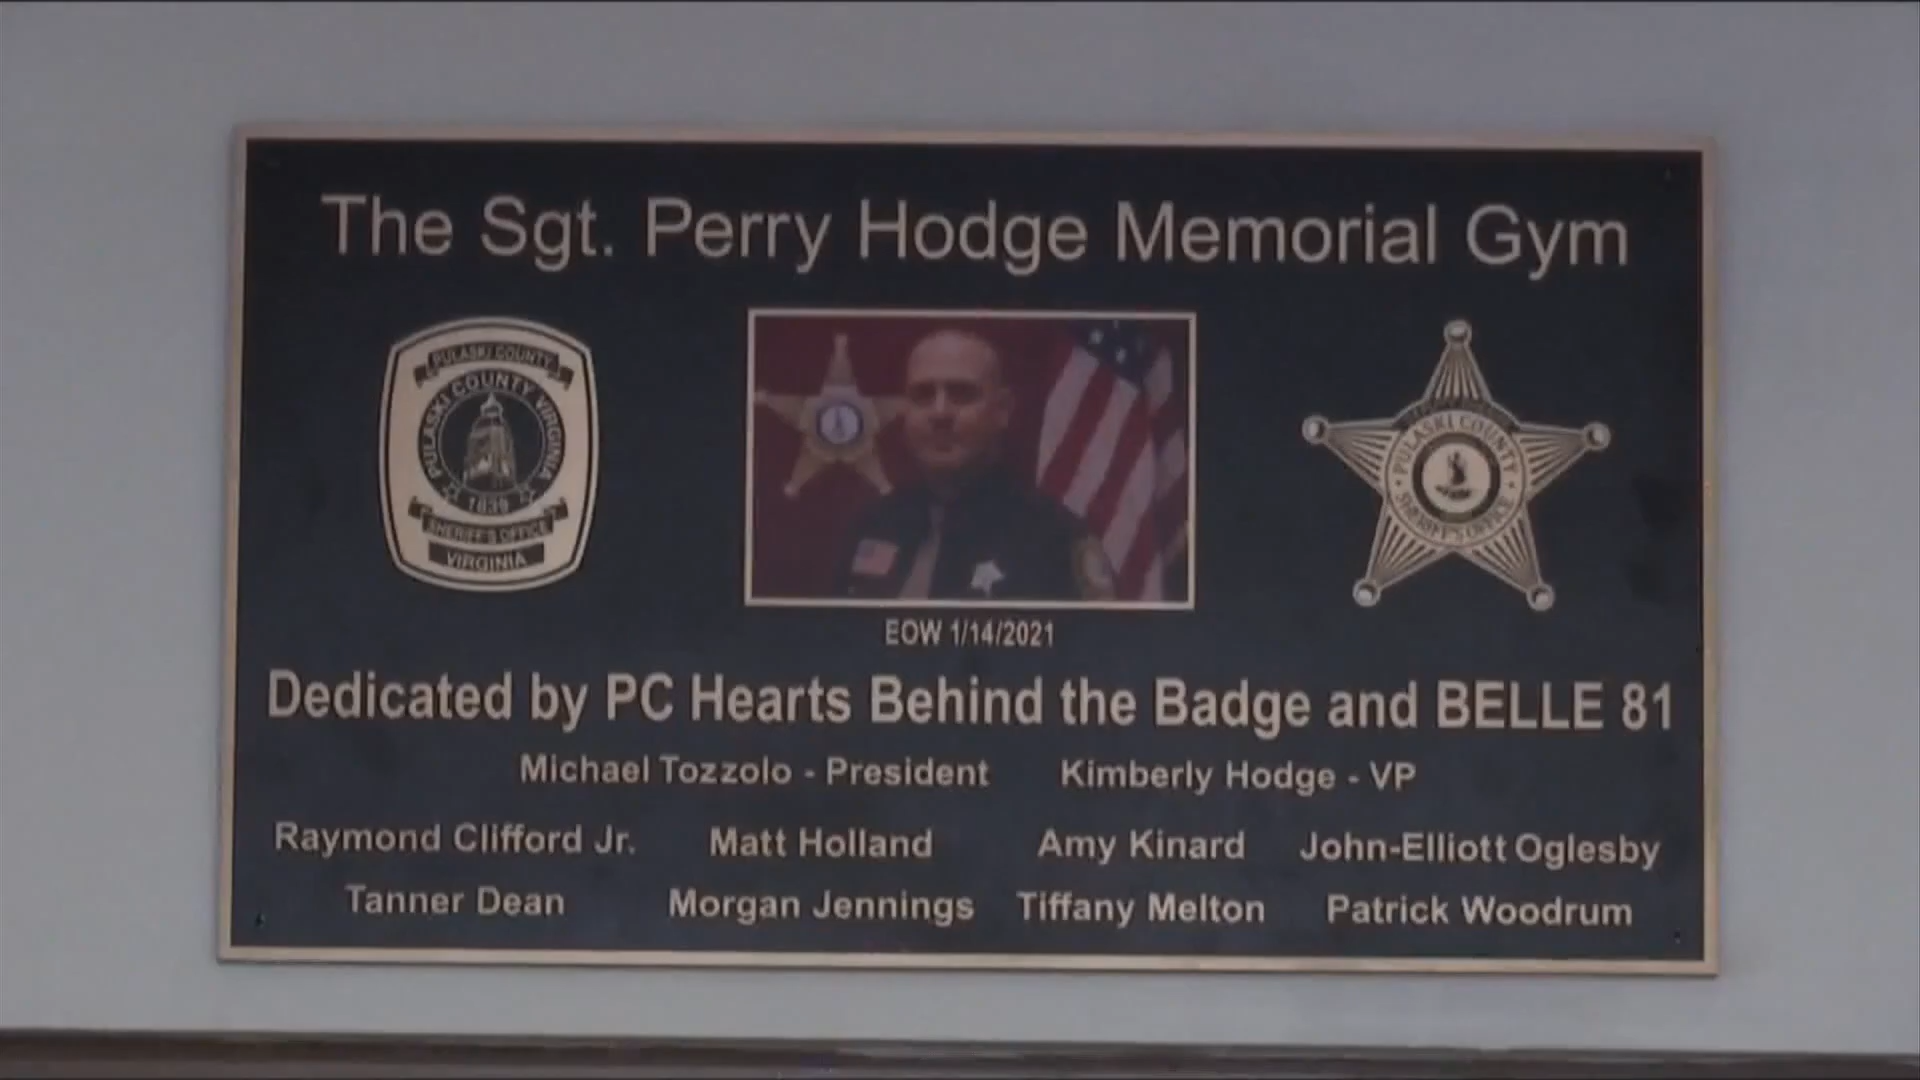 The Sgt. Perry Hodge Memorial Gym
PULASKI COUNTY
PULASKI COUNTY VIRGINIA
1839
SHERIFF'S OFFICE
VIRGINIA
PULASKI COUNTY
SHERIFF'S OFFICE
EOW 1/14/2021
Dedicated by PC Hearts Behind the Badge and BELLE 81
Michael Tozzolo - President Kimberly Hodge - VP
Raymond Clifford Jr. Matt Holland Amy Kinard John-Elliott Oglesby
Tanner Dean Morgan Jennings Tiffany Melton Patrick Woodrum